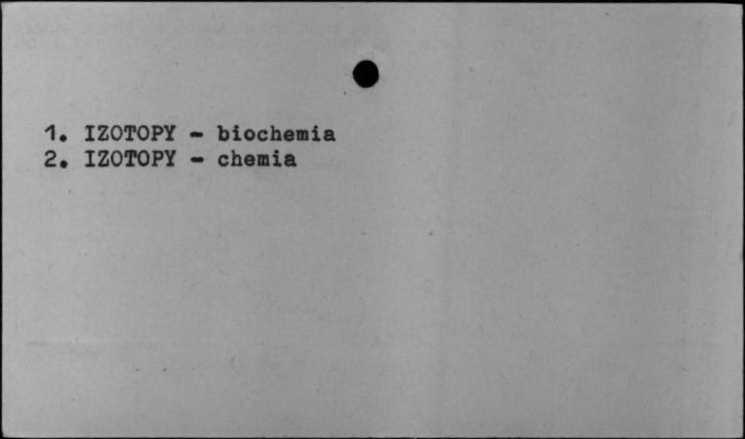 1. IZOTOPY - biochemia
2. IZOTOPY - chemia